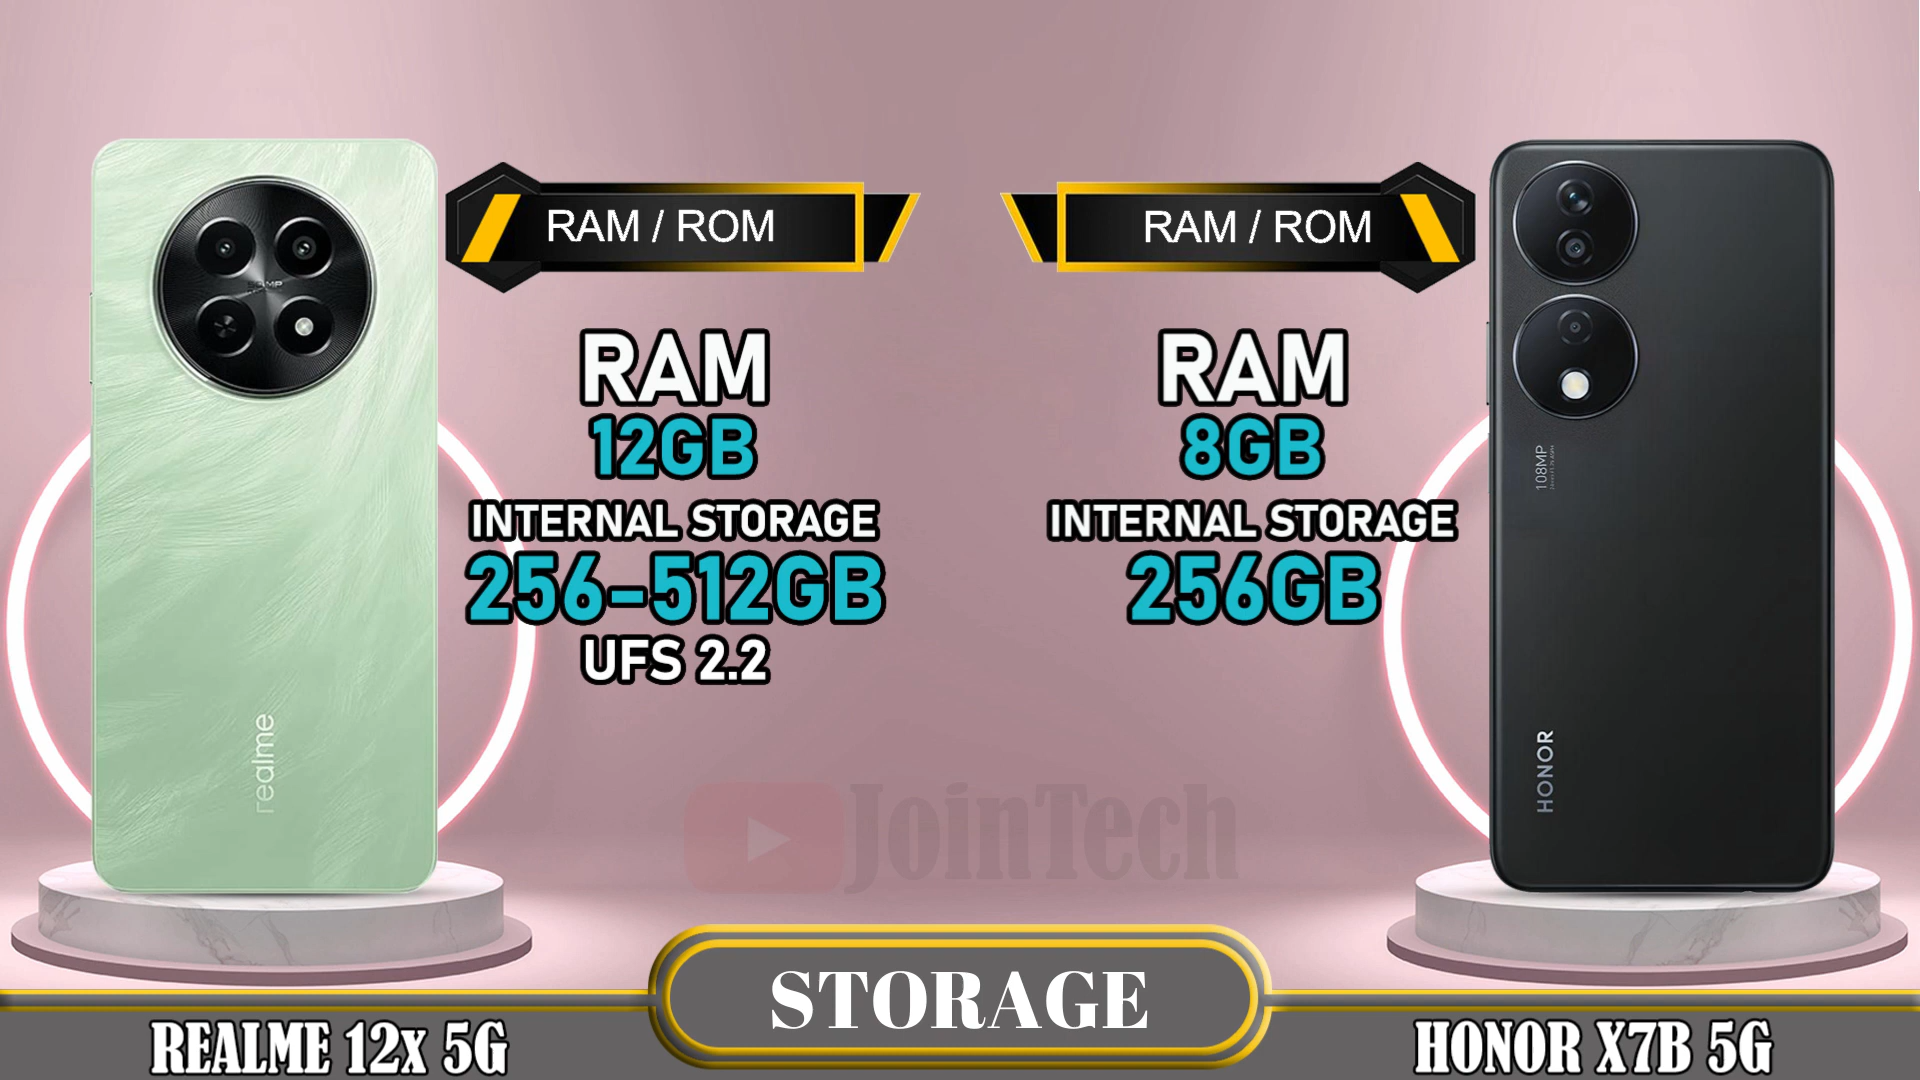 RAM / ROM
RAM
12GB
INTERNAL STORAGE
256-512GB
UFS 2.2
RAM / ROM
RAM
8GB
INTERNAL STORAGE
256GB
realme
108MP
HONOR
JoinTech
STORAGE
REALME 12x 5G
HONOR X7B 5G